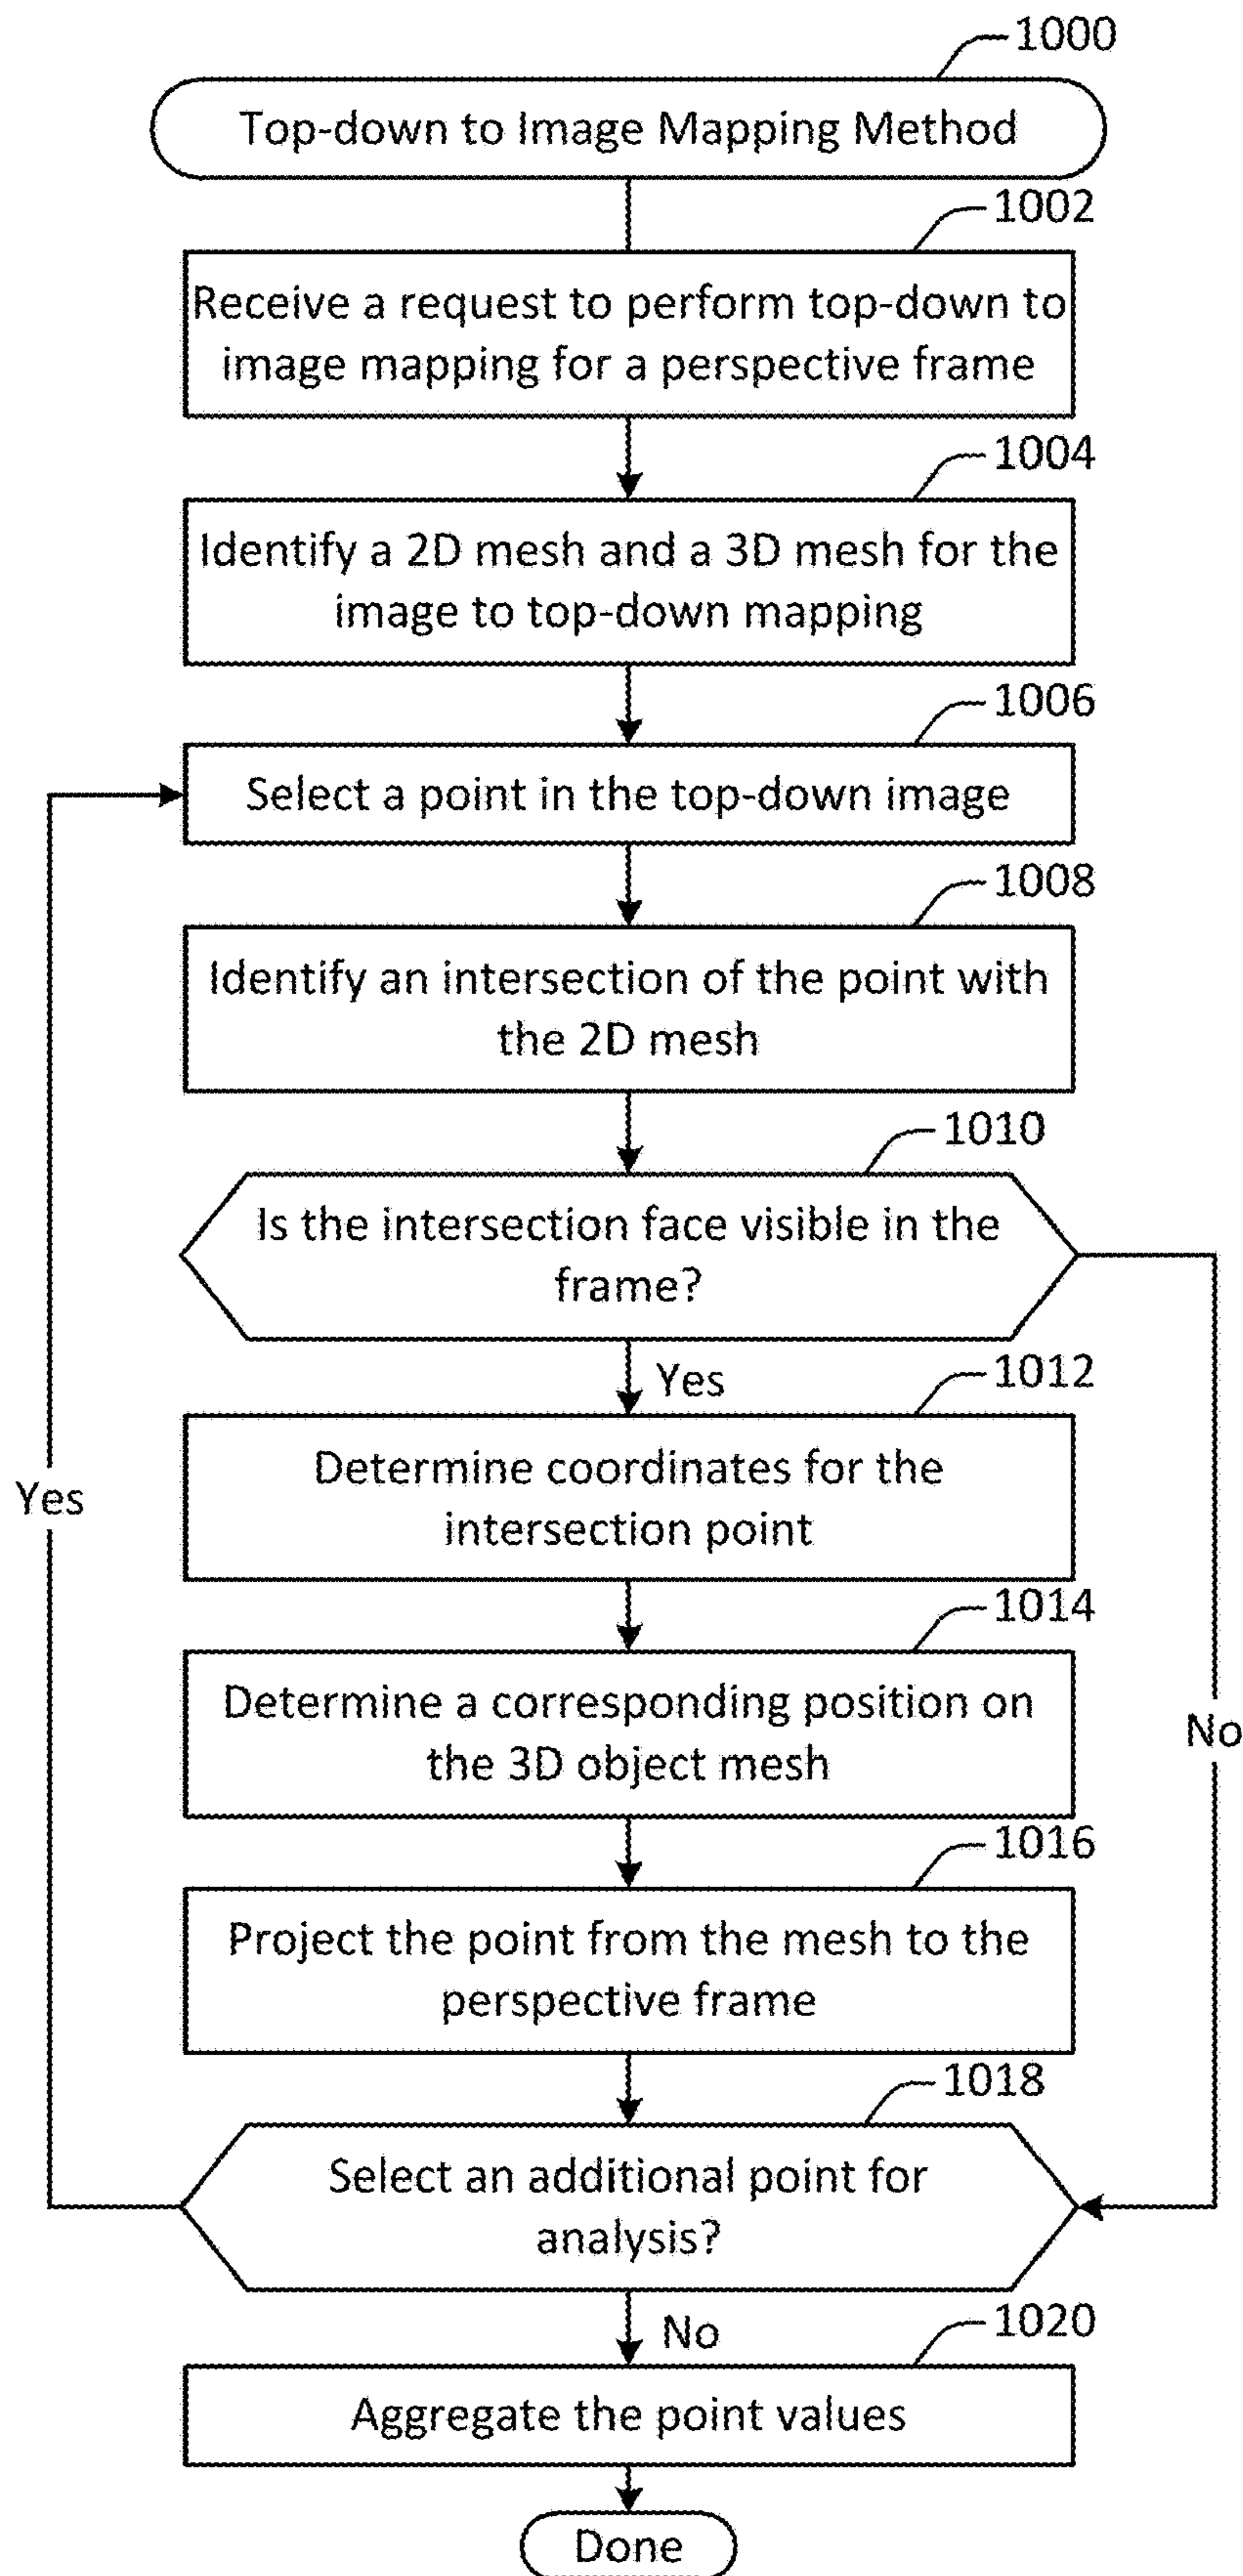 1000
Top-down to Image Mapping Method
1002
Receive a request to perform top-down to
image mapping for a perspective frame
1004
Identify a 2D mesh and a 3D mesh for the
image to top-down mapping
1006
Select a point in the top-down image
1008
Identify an intersection of the point with
the 2D mesh
1010
Is the intersection face visible in the
frame?
Yes
1012
Determine coordinates for the
intersection point
Yes
1014
Determine a corresponding position on
the 3D object mesh
No
1016
Project the point from the mesh to the
perspective frame
1018
Select an additional point for
analysis?
No
1020
Aggregate the point values
Done